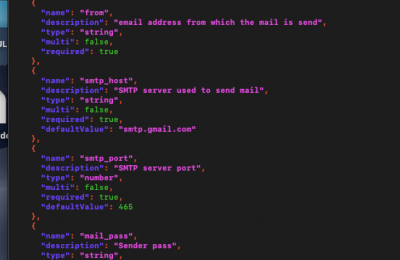 {
"name": "from",
"description": "email address from which the mail is send",
"type": "string",
"multi": false,
"required": true
},
{
"name": "smtp_host",
"description": "SMTP server used to send mail",
"type": "string",
"multi": false,
"required": true,
"defaultValue": "smtp.gmail.com"
},
{
"name": "smtp_port",
"description": "SMTP server port",
"type": "number",
"multi": false,
"required": true,
"defaultValue": 465
},
{
"name": "mail_pass",
"description": "Sender pass",
"type": "string",